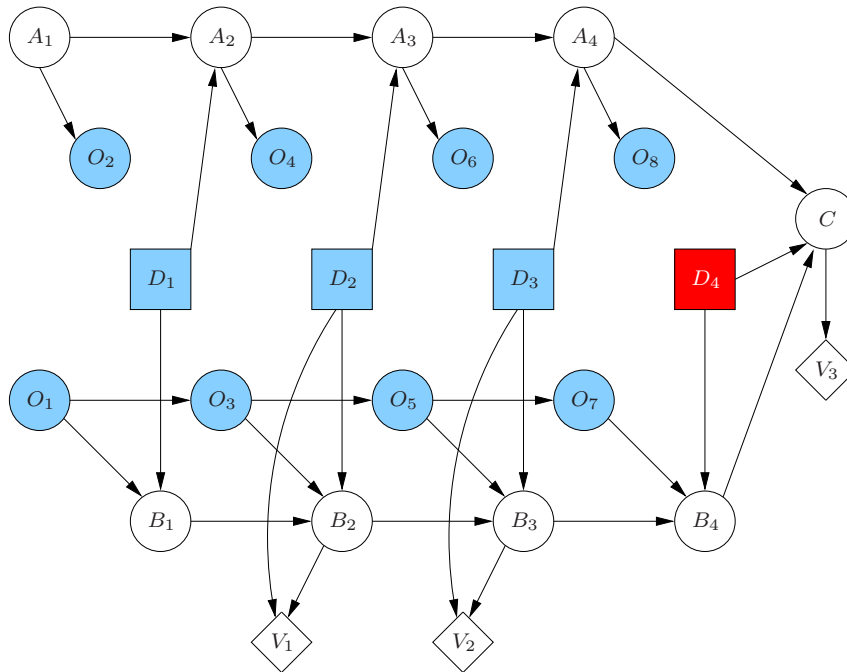 A1 A2 A3 A4
O2 O4 O6 O8
C
D1 D2 D3 D4
V3
O1 O3 O5 O7
B1 B2 B3 B4
V1 V2